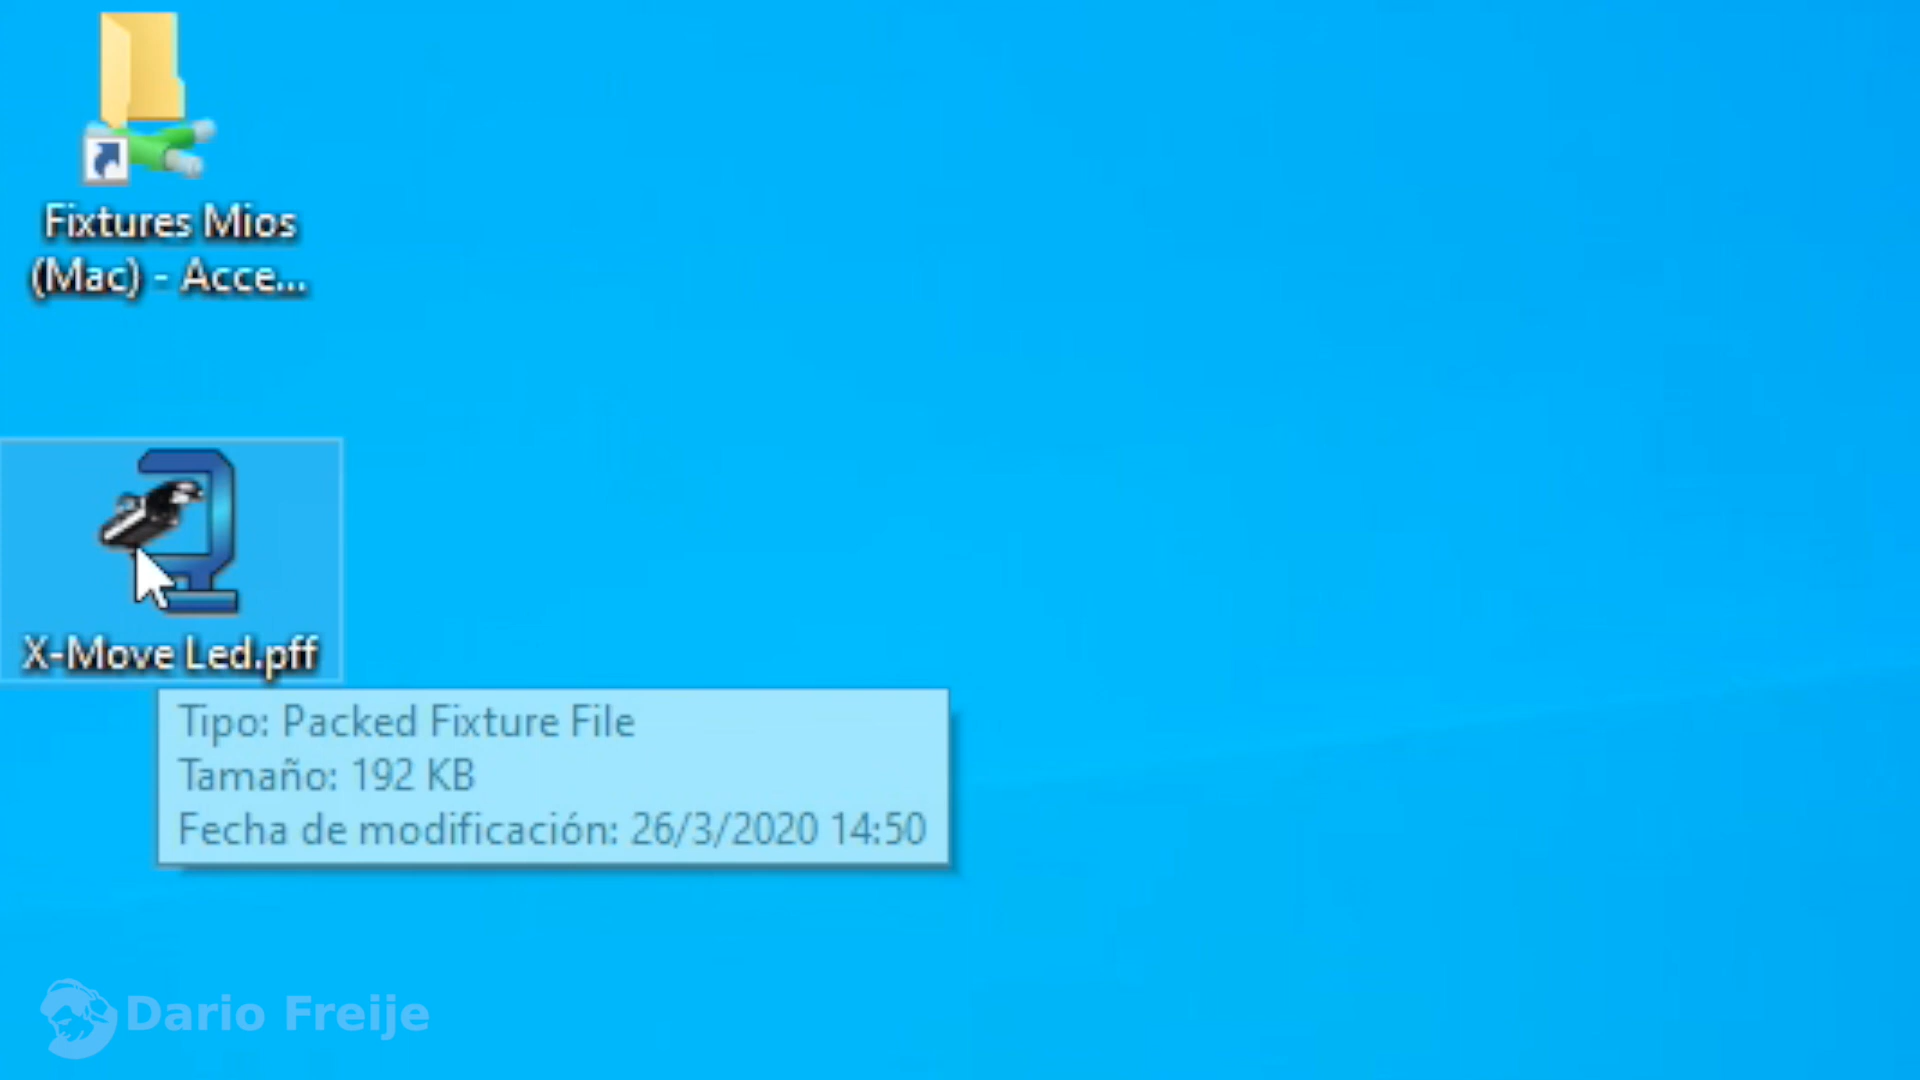 Fixtures Mios
(Mac) - Acce...
X-Move Led.pff
Tipo: Packed Fixture File
Tamaño: 192 KB
Fecha de modificación: 26/3/2020 14:50
Dario Freije